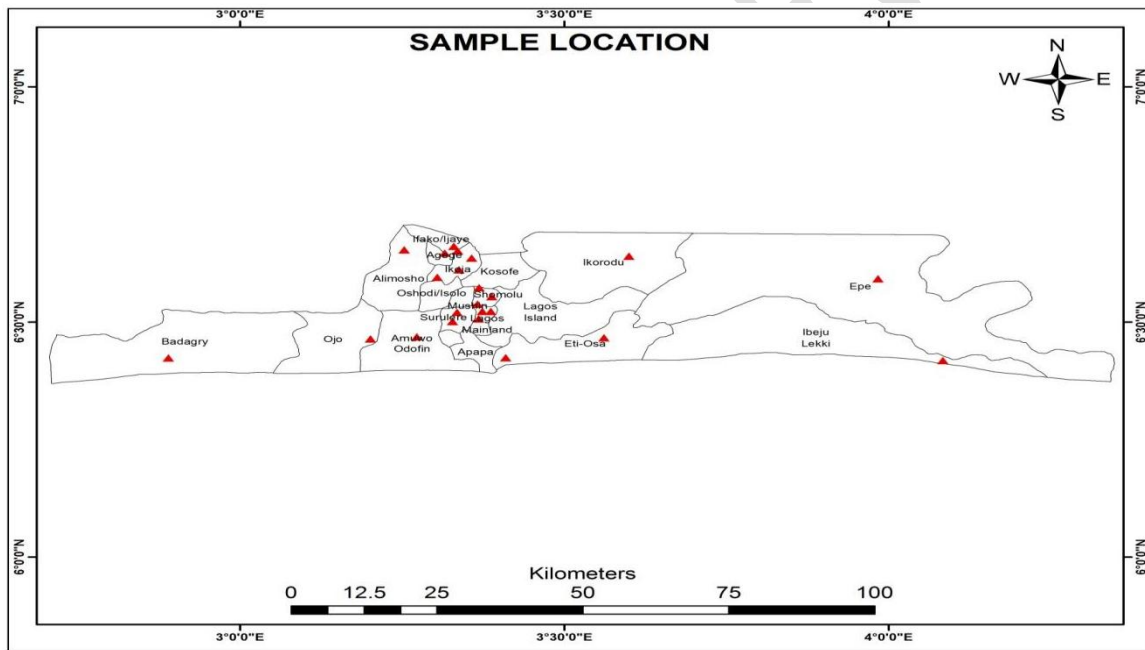 3°0'0"E 3°30'0"E 4°0'0"E
SAMPLE LOCATION
N
W E
S
7°0'0"N 7°0'0"N
Ifako/Ijaye
Agege
Ikeja
Kosofe
Ikorodu
Alimosho
Epe
Oshodi/Isolo
Shomolu
Mushin
Lagos
Island
6°30'0"N 6°30'0"N
Surulere
Lagos
Mainland
Badagry
Ojo
Amuwo
Odofin
Apapa
Eti-Osa
Ibeju
Lekki
6°0'0"N 6°0'0"N
Kilometers
0 12.5 25 50 75 100
3°0'0"E 3°30'0"E 4°0'0"E